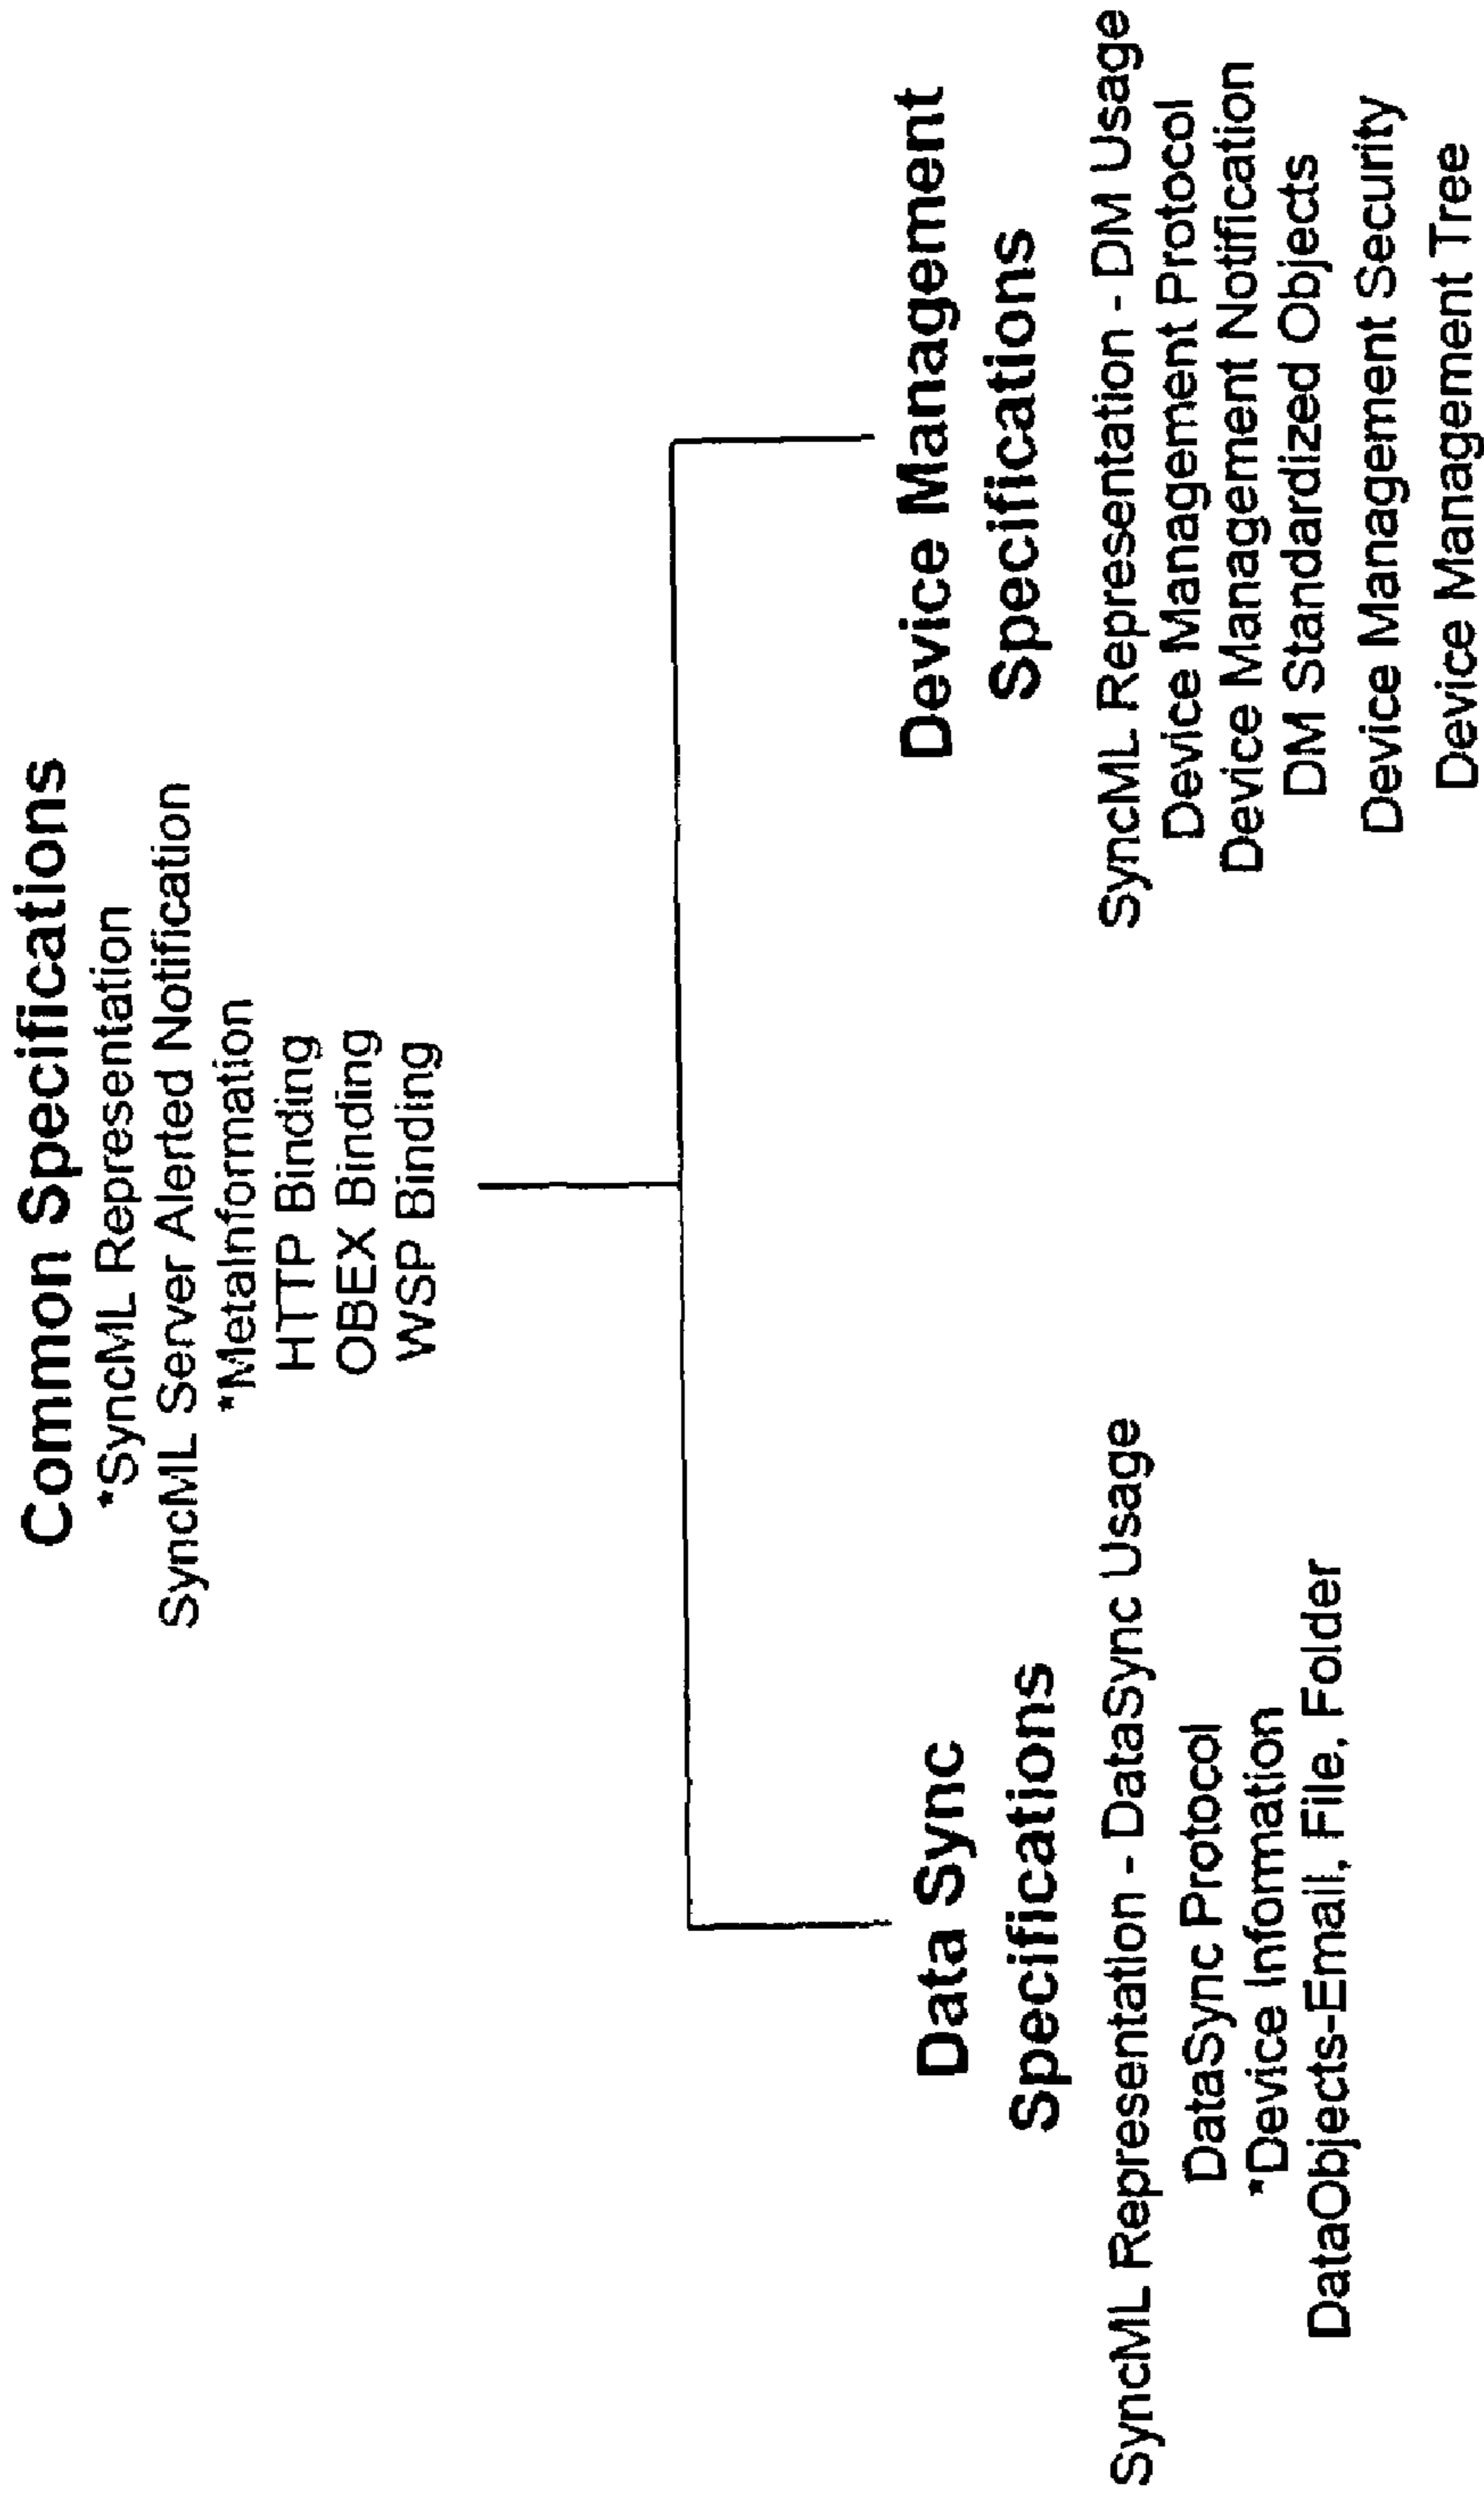 Common Specifications
*SyncML Representation
SyncML Server Alerted Notification
*Metainformation
HTTP Binding
OBEX Binding
WSP Binding
Data Sync
Specifications
SyncML Representation - DataSync Usage
DataSync Protocol
*Device Information
DataObjects-Email, File, Folder
Device Management
Specifications
SyncML Representation - DM Usage
Device Management Protocol
Device Management Notification
DM Standardized Objects
Device Management Security
Device Management Tree